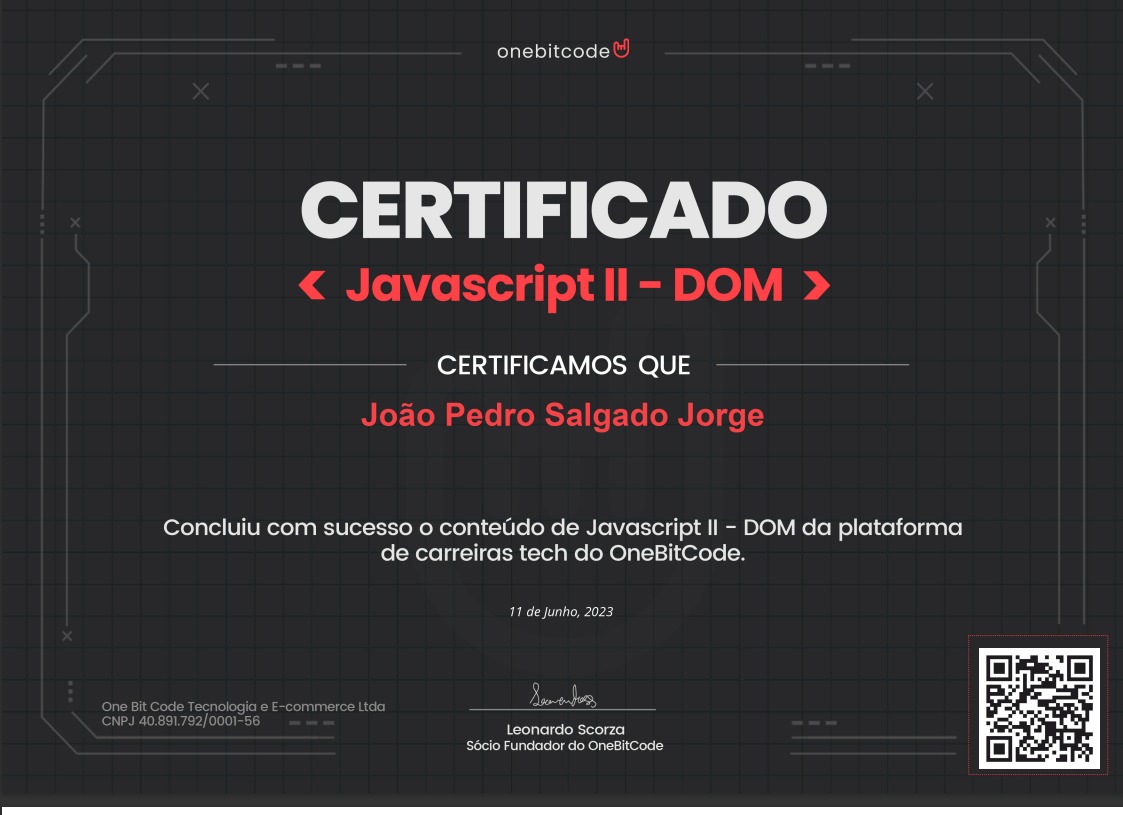 onebitcode
CERTIFICADO
Javascript II - DOM
CERTIFICAMOS QUE
João Pedro Salgado Jorge
Concluiu com sucesso o conteúdo de Javascript II - DOM da plataforma
de carreiras tech do OneBitCode.
11 de Junho, 2023
One Bit Code Tecnologia e E-commerce Ltda
CNPJ 40.891.792/0001-56
Leonardo Scorza
Sócio Fundador do OneBitCode